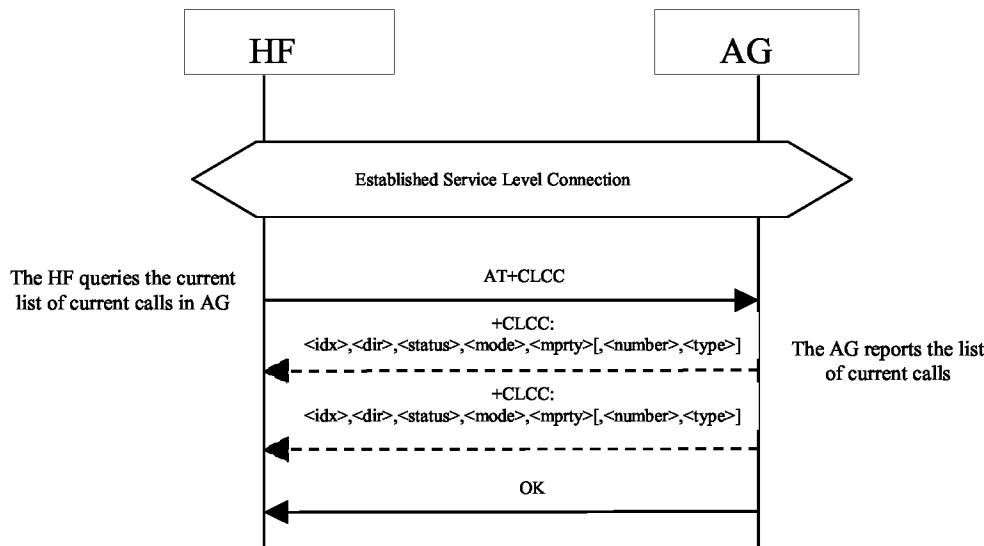 HF
AG
Established Service Level Connection
The HF queries the current
list of current calls in AG
AT+CLCC
+CLCC:
<idx>,<dir>,<status>,<mode>,<mprty>[,<number>,<type>]
The AG reports the list
of current calls
+CLCC:
<idx>,<dir>,<status>,<mode>,<mprty>[,<number>,<type>]
OK